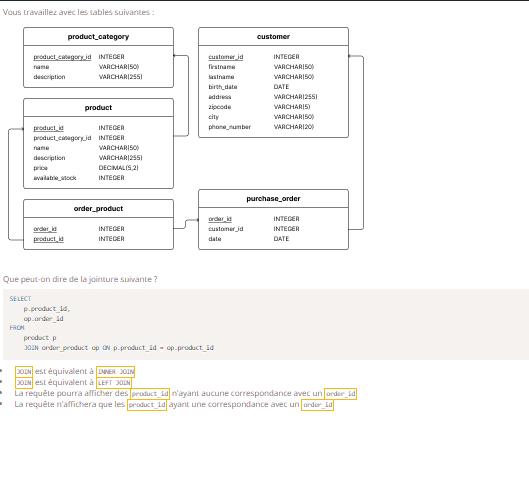 Vous travaillez avec les tables suivantes :
product_category
product_category_id INTEGER
name VARCHAR(50)
description VARCHAR(255)
customer
customer_id INTEGER
firstname VARCHAR(50)
lastname VARCHAR(50)
birth_date DATE
address VARCHAR(255)
zipcode VARCHAR(5)
city VARCHAR(50)
phone_number VARCHAR(20)
product
product_id INTEGER
product_category_id INTEGER
name VARCHAR(50)
description VARCHAR(255)
price DECIMAL(5,2)
available_stock INTEGER
order_product
order_id INTEGER
product_id INTEGER
purchase_order
order_id INTEGER
customer_id INTEGER
date DATE
Que peut-on dire de la jointure suivante ?
SELECT
p.product_id,
op.order_id
FROM
product p
JOIN order_product op ON p.product_id = op.product_id
JOIN est équivalent à INNER JOIN
JOIN est équivalent à LEFT JOIN
La requête pourra afficher des product_id n'ayant aucune correspondance avec un order_id
La requête n'affichera que les product_id ayant une correspondance avec un order_id